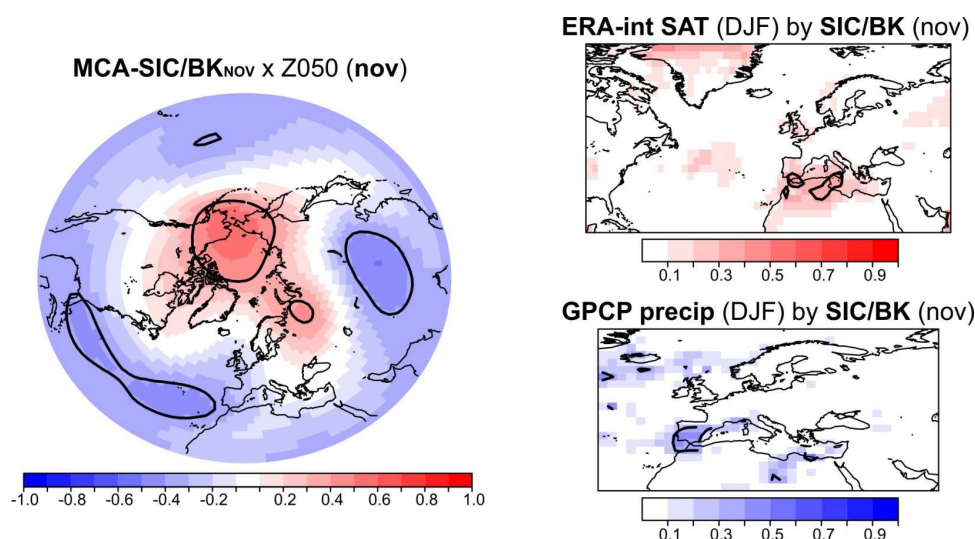 MCA-SIC/BKNOV x Z050 (nov)
-1.0 -0.8 -0.6 -0.4 -0.2 0.2 0.4 0.6 0.8 1.0
ERA-int SAT (DJF) by SIC/BK (nov)
0.1 0.3 0.5 0.7 0.9
GPCP precip (DJF) by SIC/BK (nov)
0.1 0.3 0.5 0.7 0.9